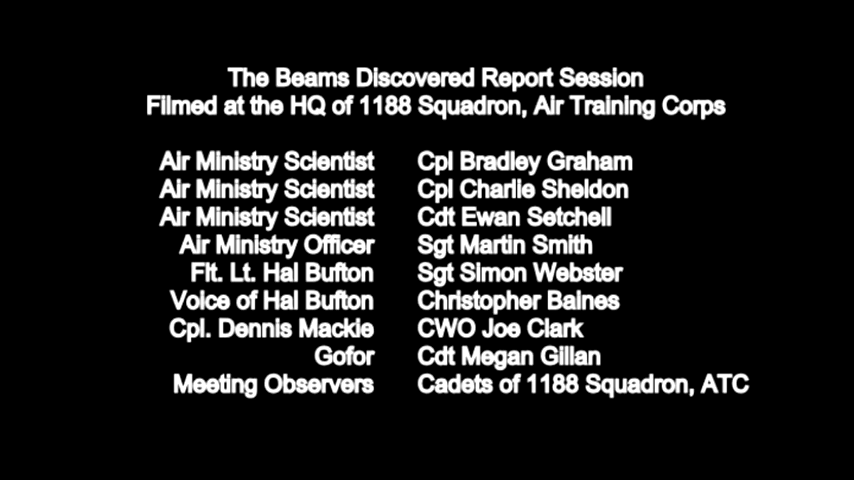 The Beams Discovered Report Session
Filmed at the HQ of 1188 Squadron, Air Training Corps
Air Ministry Scientist Cpl Bradley Graham
Air Ministry Scientist Cpl Charlie Sheldon
Air Ministry Scientist Cdt Ewan Setchell
Air Ministry Officer Sgt Martin Smith
Flt. Lt. Hal Bufton Sgt Simon Webster
Voice of Hal Bufton Christopher Baines
Cpl. Dennis Mackie CWO Joe Clark
Gofor Cdt Megan Gillan
Meeting Observers Cadets of 1188 Squadron, ATC